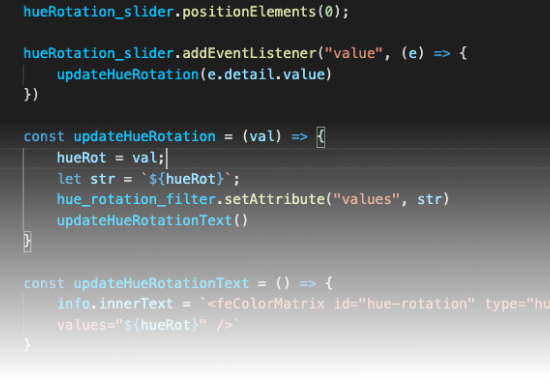 hueRotation_slider.positionElements(0);
hueRotation_slider.addEventListener("value", (e) => {
updateHueRotation(e.detail.value)
})
const updateHueRotation = (val) => {
hueRot = val;
let str = `${hueRot}`;
hue_rotation_filter.setAttribute("values", str)
updateHueRotationText()
}
const updateHueRotationText = () => {
info.innerText = `<feColorMatrix id="hue-rotation" type="hu
values="${hueRot}" />`
}